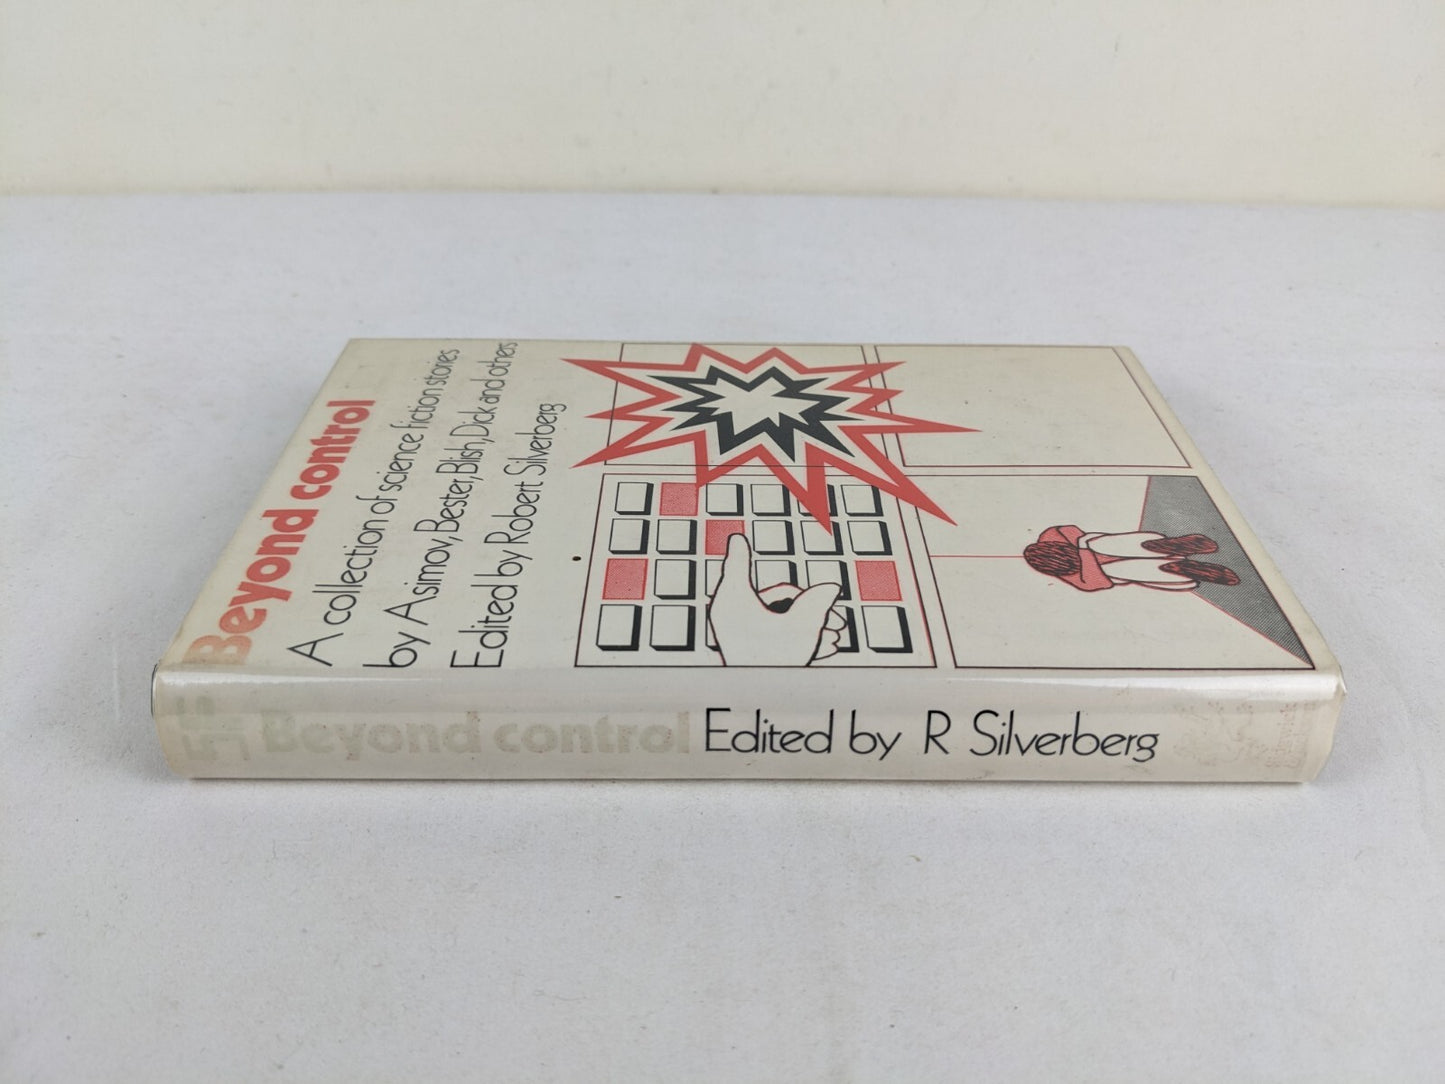 Beyond control
A collection of science fiction stories
by Asimov, Bester, Blish, Dick and others
Edited by Robert Silverberg
SF
Beyond control Edited by R Silverberg